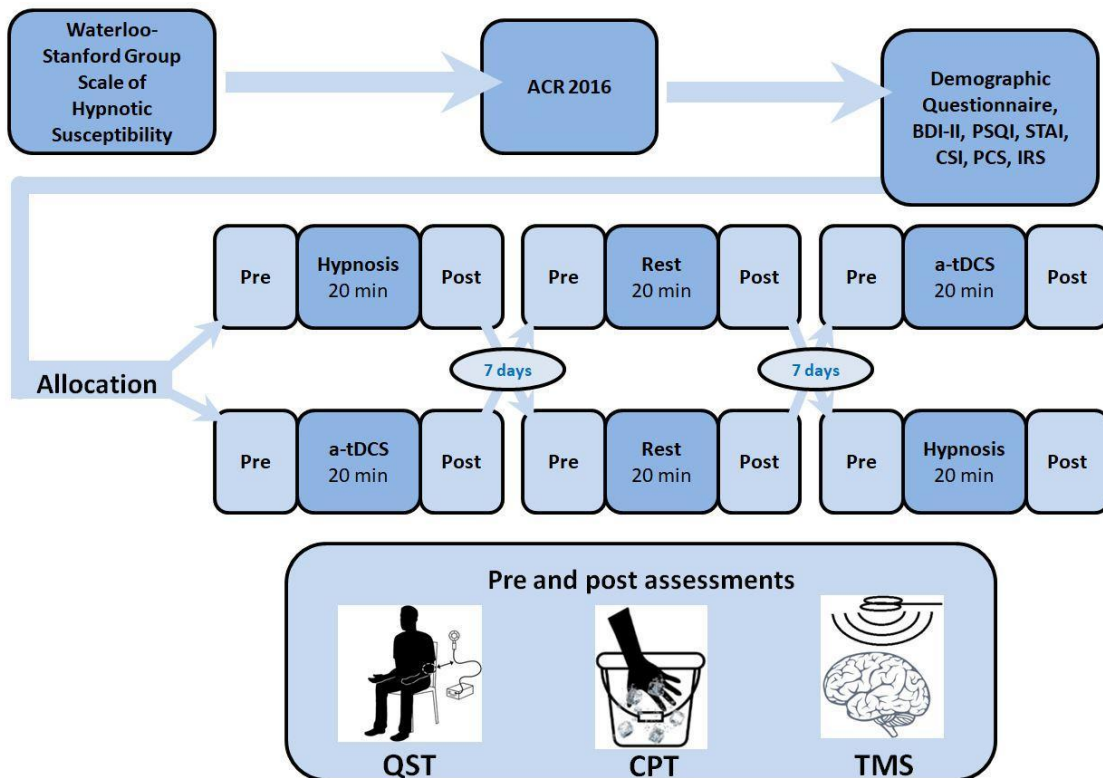 Waterloo-
Stanford Group
Scale of
Hypnotic
Susceptibility
ACR 2016
Demographic
Questionnaire,
BDI-II, PSQI, STAI,
CSI, PCS, IRS
Pre
Hypnosis
20 min
Post
Pre
Rest
20 min
Post
Pre
a-tDCS
20 min
Post
7 days
7 days
Allocation
Pre
a-tDCS
20 min
Post
Pre
Rest
20 min
Post
Pre
Hypnosis
20 min
Post
Pre and post assessments
QST
CPT
TMS